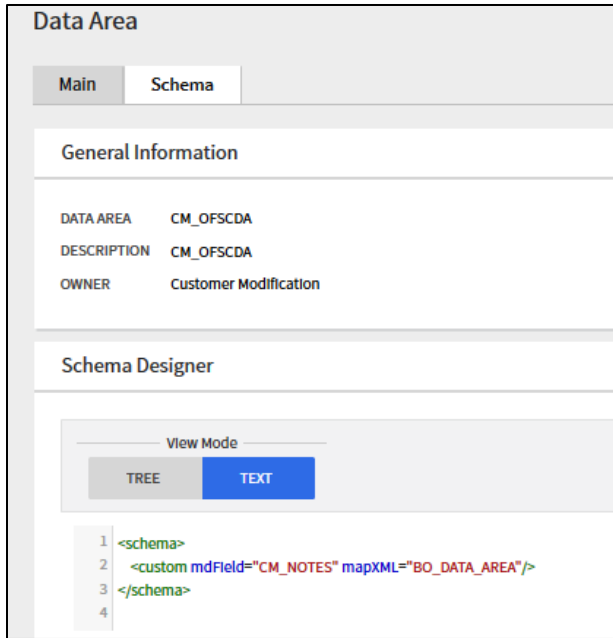 Data Area
Main Schema
General Information
DATA AREA CM_OFSCDA
DESCRIPTION CM_OFSCDA
OWNER Customer Modification
Schema Designer
View Mode
TREE TEXT
1 <schema>
2 <custom mdField="CM_NOTES" mapXML="BO_DATA_AREA"/>
3 </schema>
4